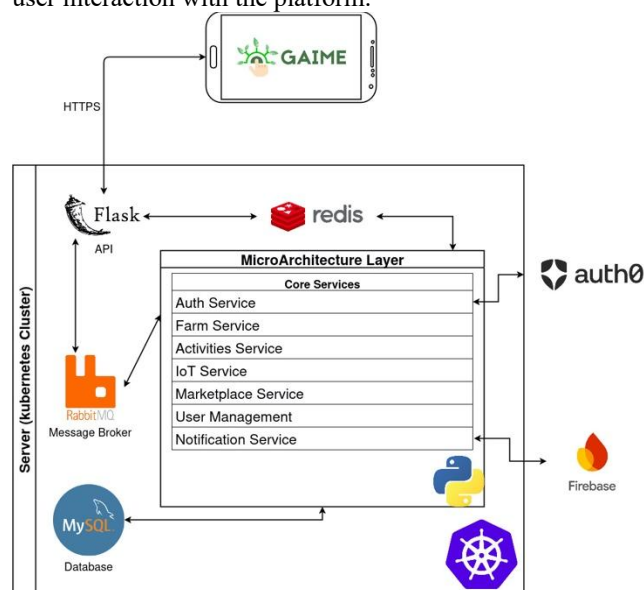 user interaction with the platform.
GAIME
HTTPS
Flask
API
redis
MicroArchitecture Layer
Core Services
Auth Service
Farm Service
Activities Service
IoT Service
Marketplace Service
User Management
Notification Service
auth0
RabbitMQ
Message Broker
Firebase
MySQL
Database
Server (kubernetes Cluster)